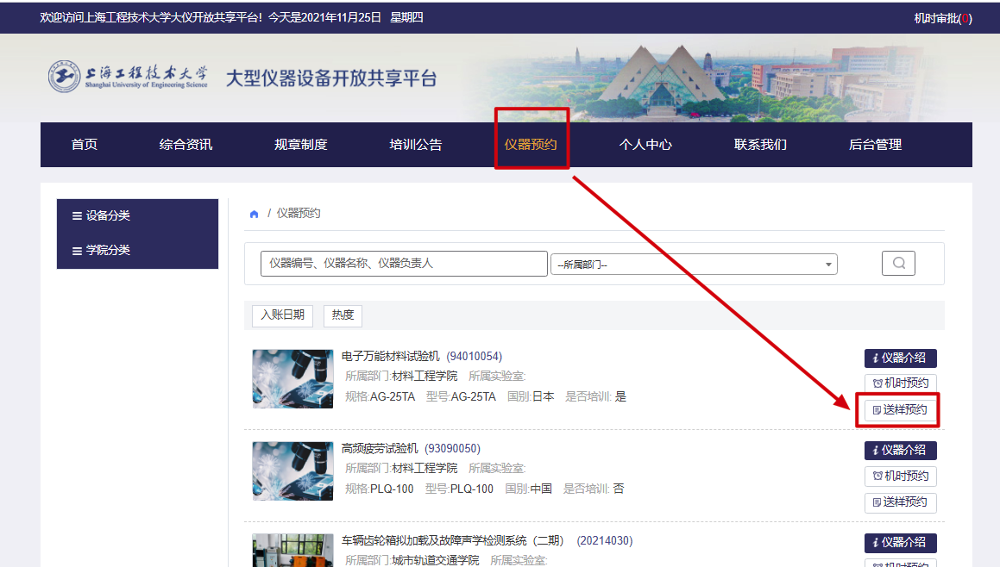 欢迎访问上海工程技术大学大仪开放共享平台！今天是2021年11月25日 星期四
机时审批(0)
上海工程技术大学
Shanghai University of Engineering Science
大型仪器设备开放共享平台
首页 综合资讯 规章制度 培训公告 仪器预约 个人中心 联系我们 后台管理
设备分类
学院分类
/ 仪器预约
仪器编号、仪器名称、仪器负责人
--所属部门--
入账日期 热度
电子万能材料试验机 (94010054)
所属部门:材料工程学院 所属实验室:
规格:AG-25TA 型号:AG-25TA 国别:日本 是否培训: 是
仪器介绍
机时预约
送样预约
高频疲劳试验机 (93090050)
所属部门:材料工程学院 所属实验室:
规格:PLQ-100 型号:PLQ-100 国别:中国 是否培训: 否
仪器介绍
机时预约
送样预约
车辆齿轮箱拟加载及故障声学检测系统（二期） (20214030)
所属部门:城市轨道交通学院 所属实验室:
仪器介绍
机时预约